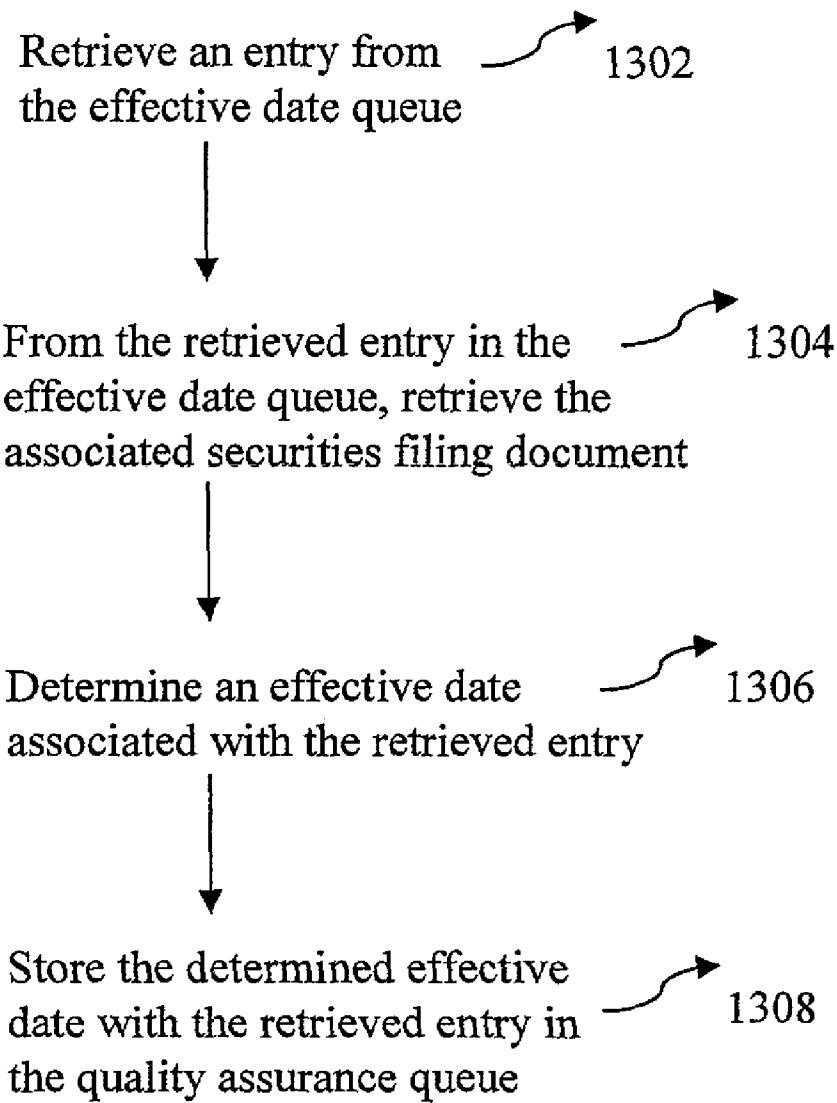 Retrieve an entry from 1302
the effective date queue
From the retrieved entry in the 1304
effective date queue, retrieve the
associated securities filing document
Determine an effective date 1306
associated with the retrieved entry
Store the determined effective
date with the retrieved entry in 1308
the quality assurance queue